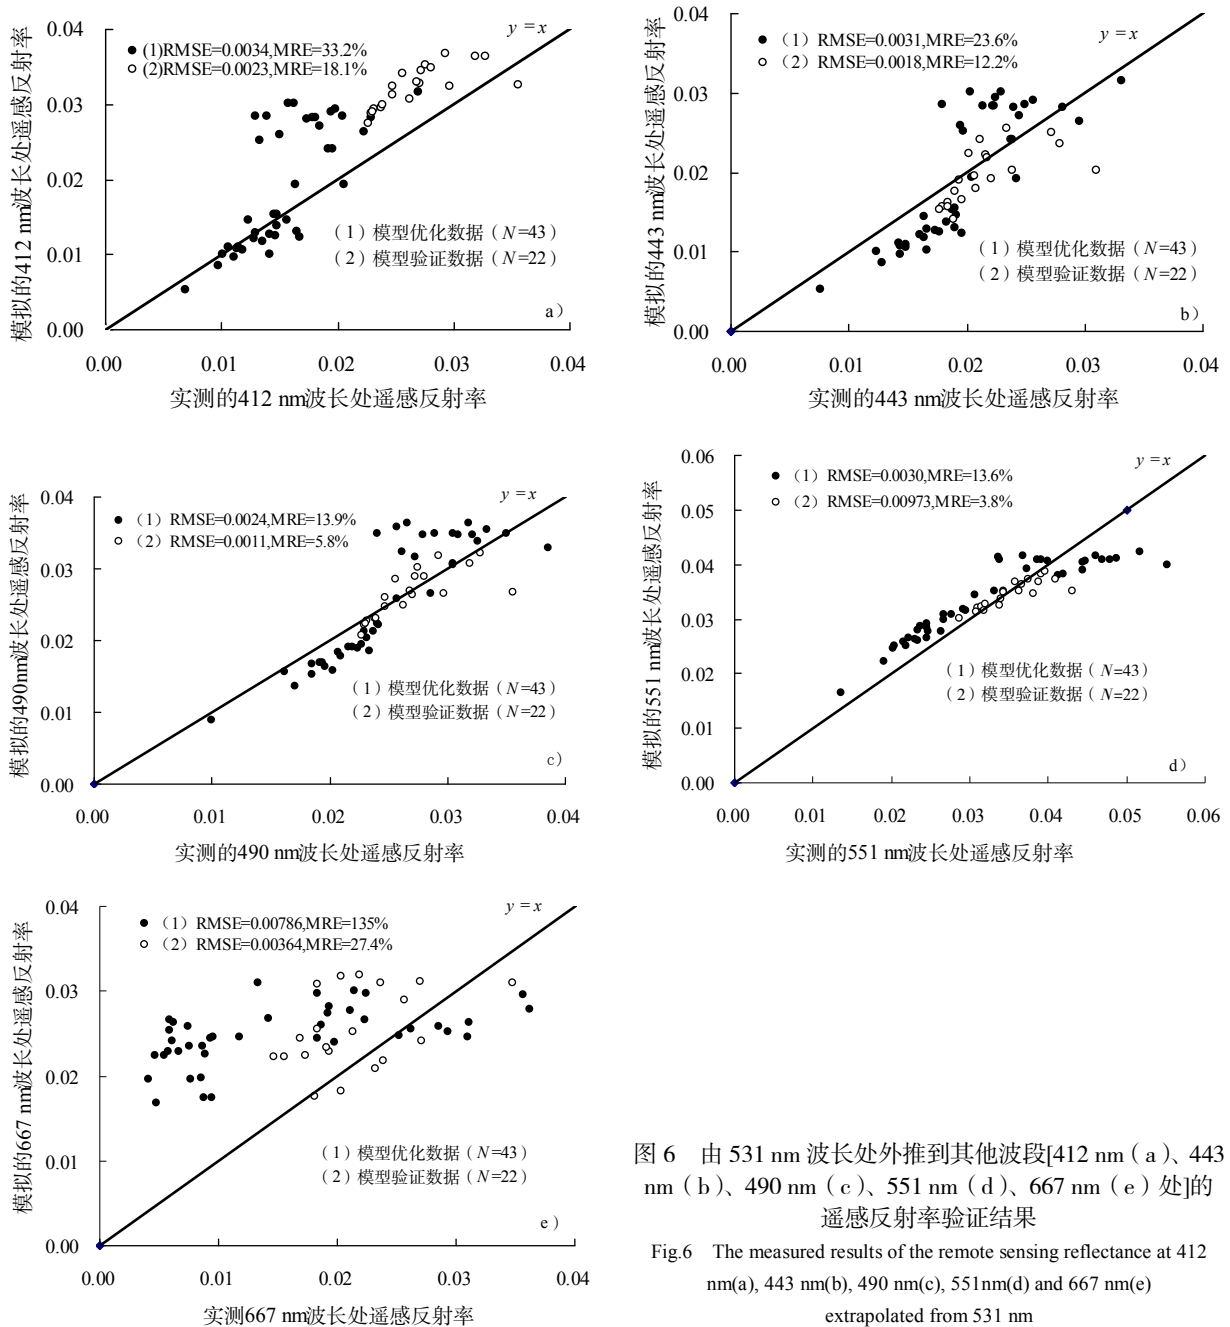 0.04
0.03
0.02
0.01
0.00
模拟的412 nm波长处遥感反射率
● (1)RMSE=0.0034,MRE=33.2%
○ (2)RMSE=0.0023,MRE=18.1%
y = x
（1）模型优化数据（N=43）
（2）模型验证数据（N=22）
a）
0.00 0.01 0.02 0.03 0.04
实测的412 nm波长处遥感反射率
0.04
0.03
0.02
0.01
0.00
模拟的443 nm波长处遥感反射率
● （1）RMSE=0.0031,MRE=23.6%
○ （2）RMSE=0.0018,MRE=12.2%
y = x
（1）模型优化数据（N=43）
（2）模型验证数据（N=22）
b）
0.00 0.01 0.02 0.03 0.04
实测的443 nm波长处遥感反射率
0.04
0.03
0.02
0.01
0.00
模拟的490nm波长处遥感反射率
● （1）RMSE=0.0024,MRE=13.9%
○ （2）RMSE=0.0011,MRE=5.8%
y = x
（1）模型优化数据（N=43）
（2）模型验证数据（N=22）
c）
0.00 0.01 0.02 0.03 0.04
实测的490 nm波长处遥感反射率
0.06
0.05
0.04
0.03
0.02
0.01
0.00
模拟的551 nm波长处遥感反射率
● （1）RMSE=0.0030,MRE=13.6%
○ （2）RMSE=0.00973,MRE=3.8%
y = x
（1）模型优化数据（N=43）
（2）模型验证数据（N=22）
d）
0.00 0.01 0.02 0.03 0.04 0.05 0.06
实测的551 nm波长处遥感反射率
0.04
0.03
0.02
0.01
0.00
模拟的667 nm波长处遥感反射率
● （1）RMSE=0.00786,MRE=135%
○ （2）RMSE=0.00364,MRE=27.4%
y = x
（1）模型优化数据（N=43）
（2）模型验证数据（N=22）
e）
0.00 0.01 0.02 0.03 0.04
实测667 nm波长处遥感反射率
图 6　由 531 nm 波长处外推到其他波段[412 nm（a）、443
nm（b）、490 nm（c）、551 nm（d）、667 nm（e）处]的
遥感反射率验证结果
Fig.6 The measured results of the remote sensing reflectance at 412
nm(a), 443 nm(b), 490 nm(c), 551nm(d) and 667 nm(e)
extrapolated from 531 nm